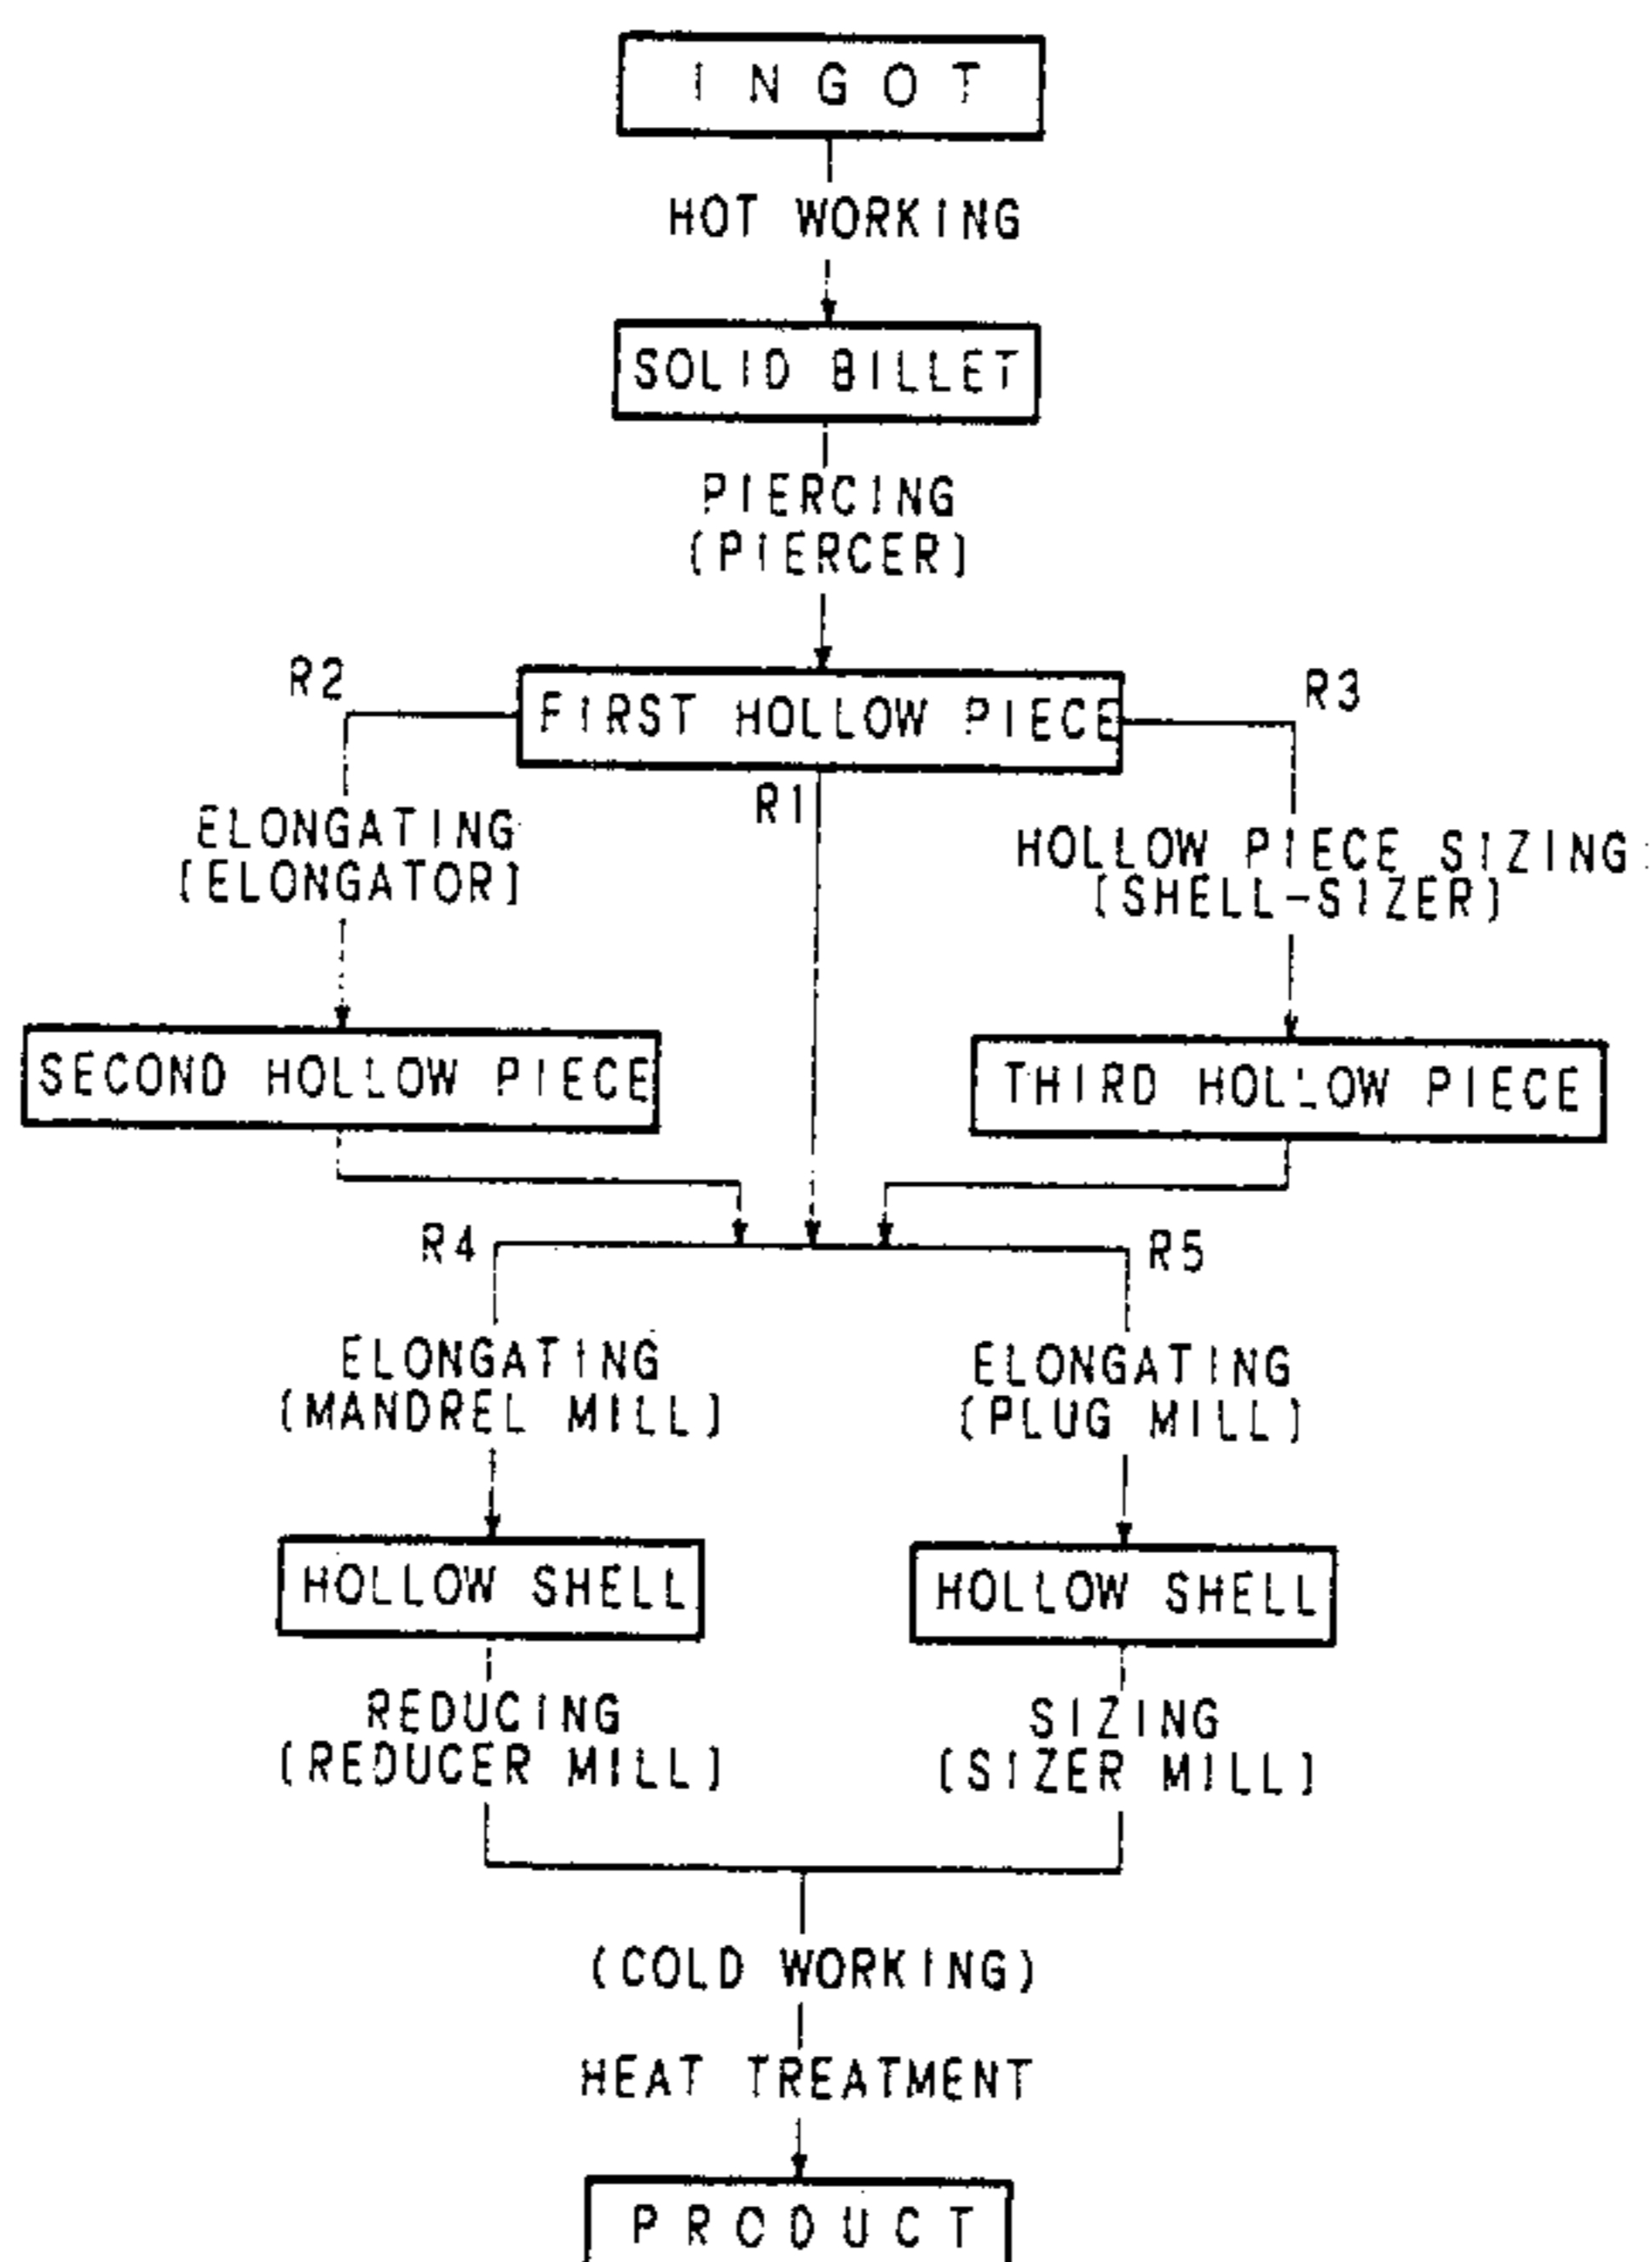 INGOT
HOT WORKING
SOLID BILLET
PIERCING
(PIERCER)
R2
FIRST HOLLOW PIECE
R3
R1
ELONGATING
(ELONGATOR)
HOLLOW PIECE SIZING
(SHELL-SIZER)
SECOND HOLLOW PIECE
THIRD HOLLOW PIECE
R4
R5
ELONGATING
(MANDREL MILL)
ELONGATING
(PLUG MILL)
HOLLOW SHELL
HOLLOW SHELL
REDUCING
(REDUCER MILL)
SIZING
(SIZER MILL)
(COLD WORKING)
HEAT TREATMENT
PRODUCT